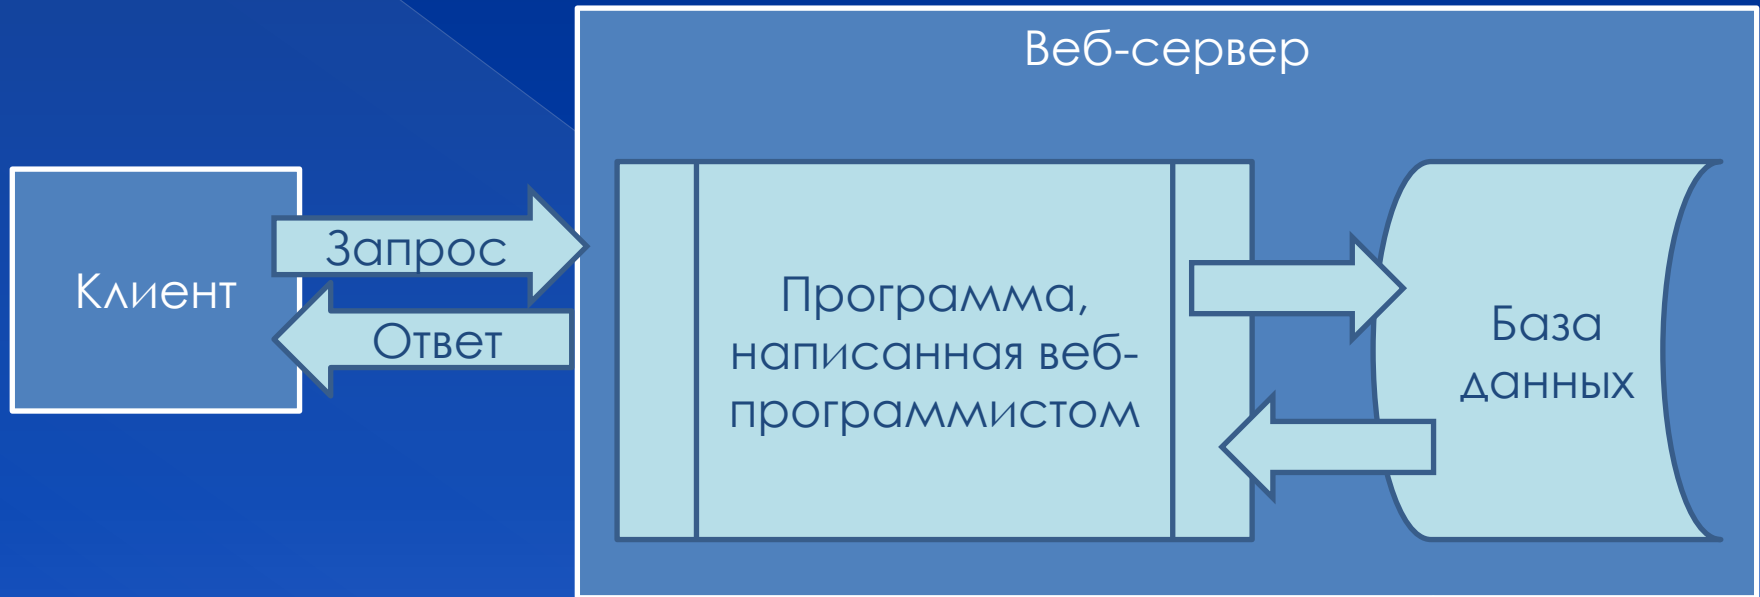 Веб-сервер
Клиент
Запрос
Ответ
Программа,
написанная веб-
программистом
База
данных